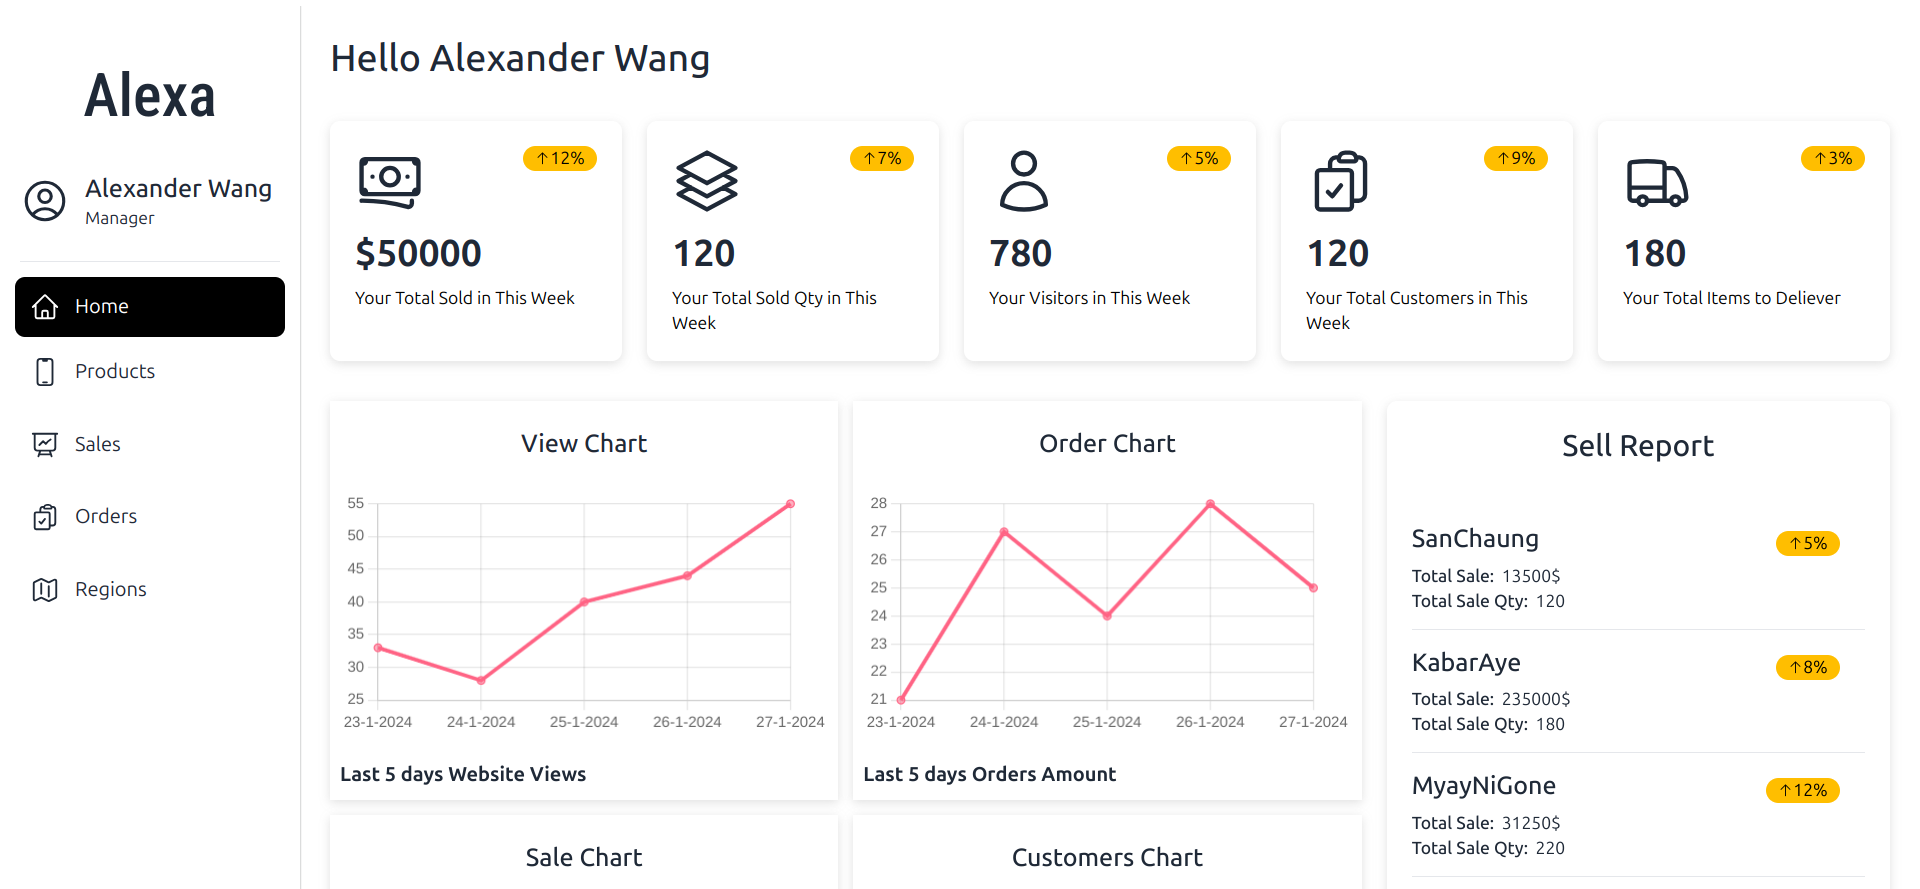 Alexa
Alexander Wang
Manager
Home
Products
Sales
Orders
Regions
Hello Alexander Wang
↑12%
$50000
Your Total Sold in This Week
↑7%
120
Your Total Sold Qty in This
Week
↑5%
780
Your Visitors in This Week
↑9%
120
Your Total Customers in This
Week
↑3%
180
Your Total Items to Deliever
View Chart
55
50
45
40
35
30
25
23-1-2024 24-1-2024 25-1-2024 26-1-2024 27-1-2024
Last 5 days Website Views
Order Chart
28
27
26
25
24
23
22
21
23-1-2024 24-1-2024 25-1-2024 26-1-2024 27-1-2024
Last 5 days Orders Amount
Sale Chart
Customers Chart
Sell Report
SanChaung ↑5%
Total Sale: 13500$
Total Sale Qty: 120
KabarAye ↑8%
Total Sale: 235000$
Total Sale Qty: 180
MyayNiGone ↑12%
Total Sale: 31250$
Total Sale Qty: 220